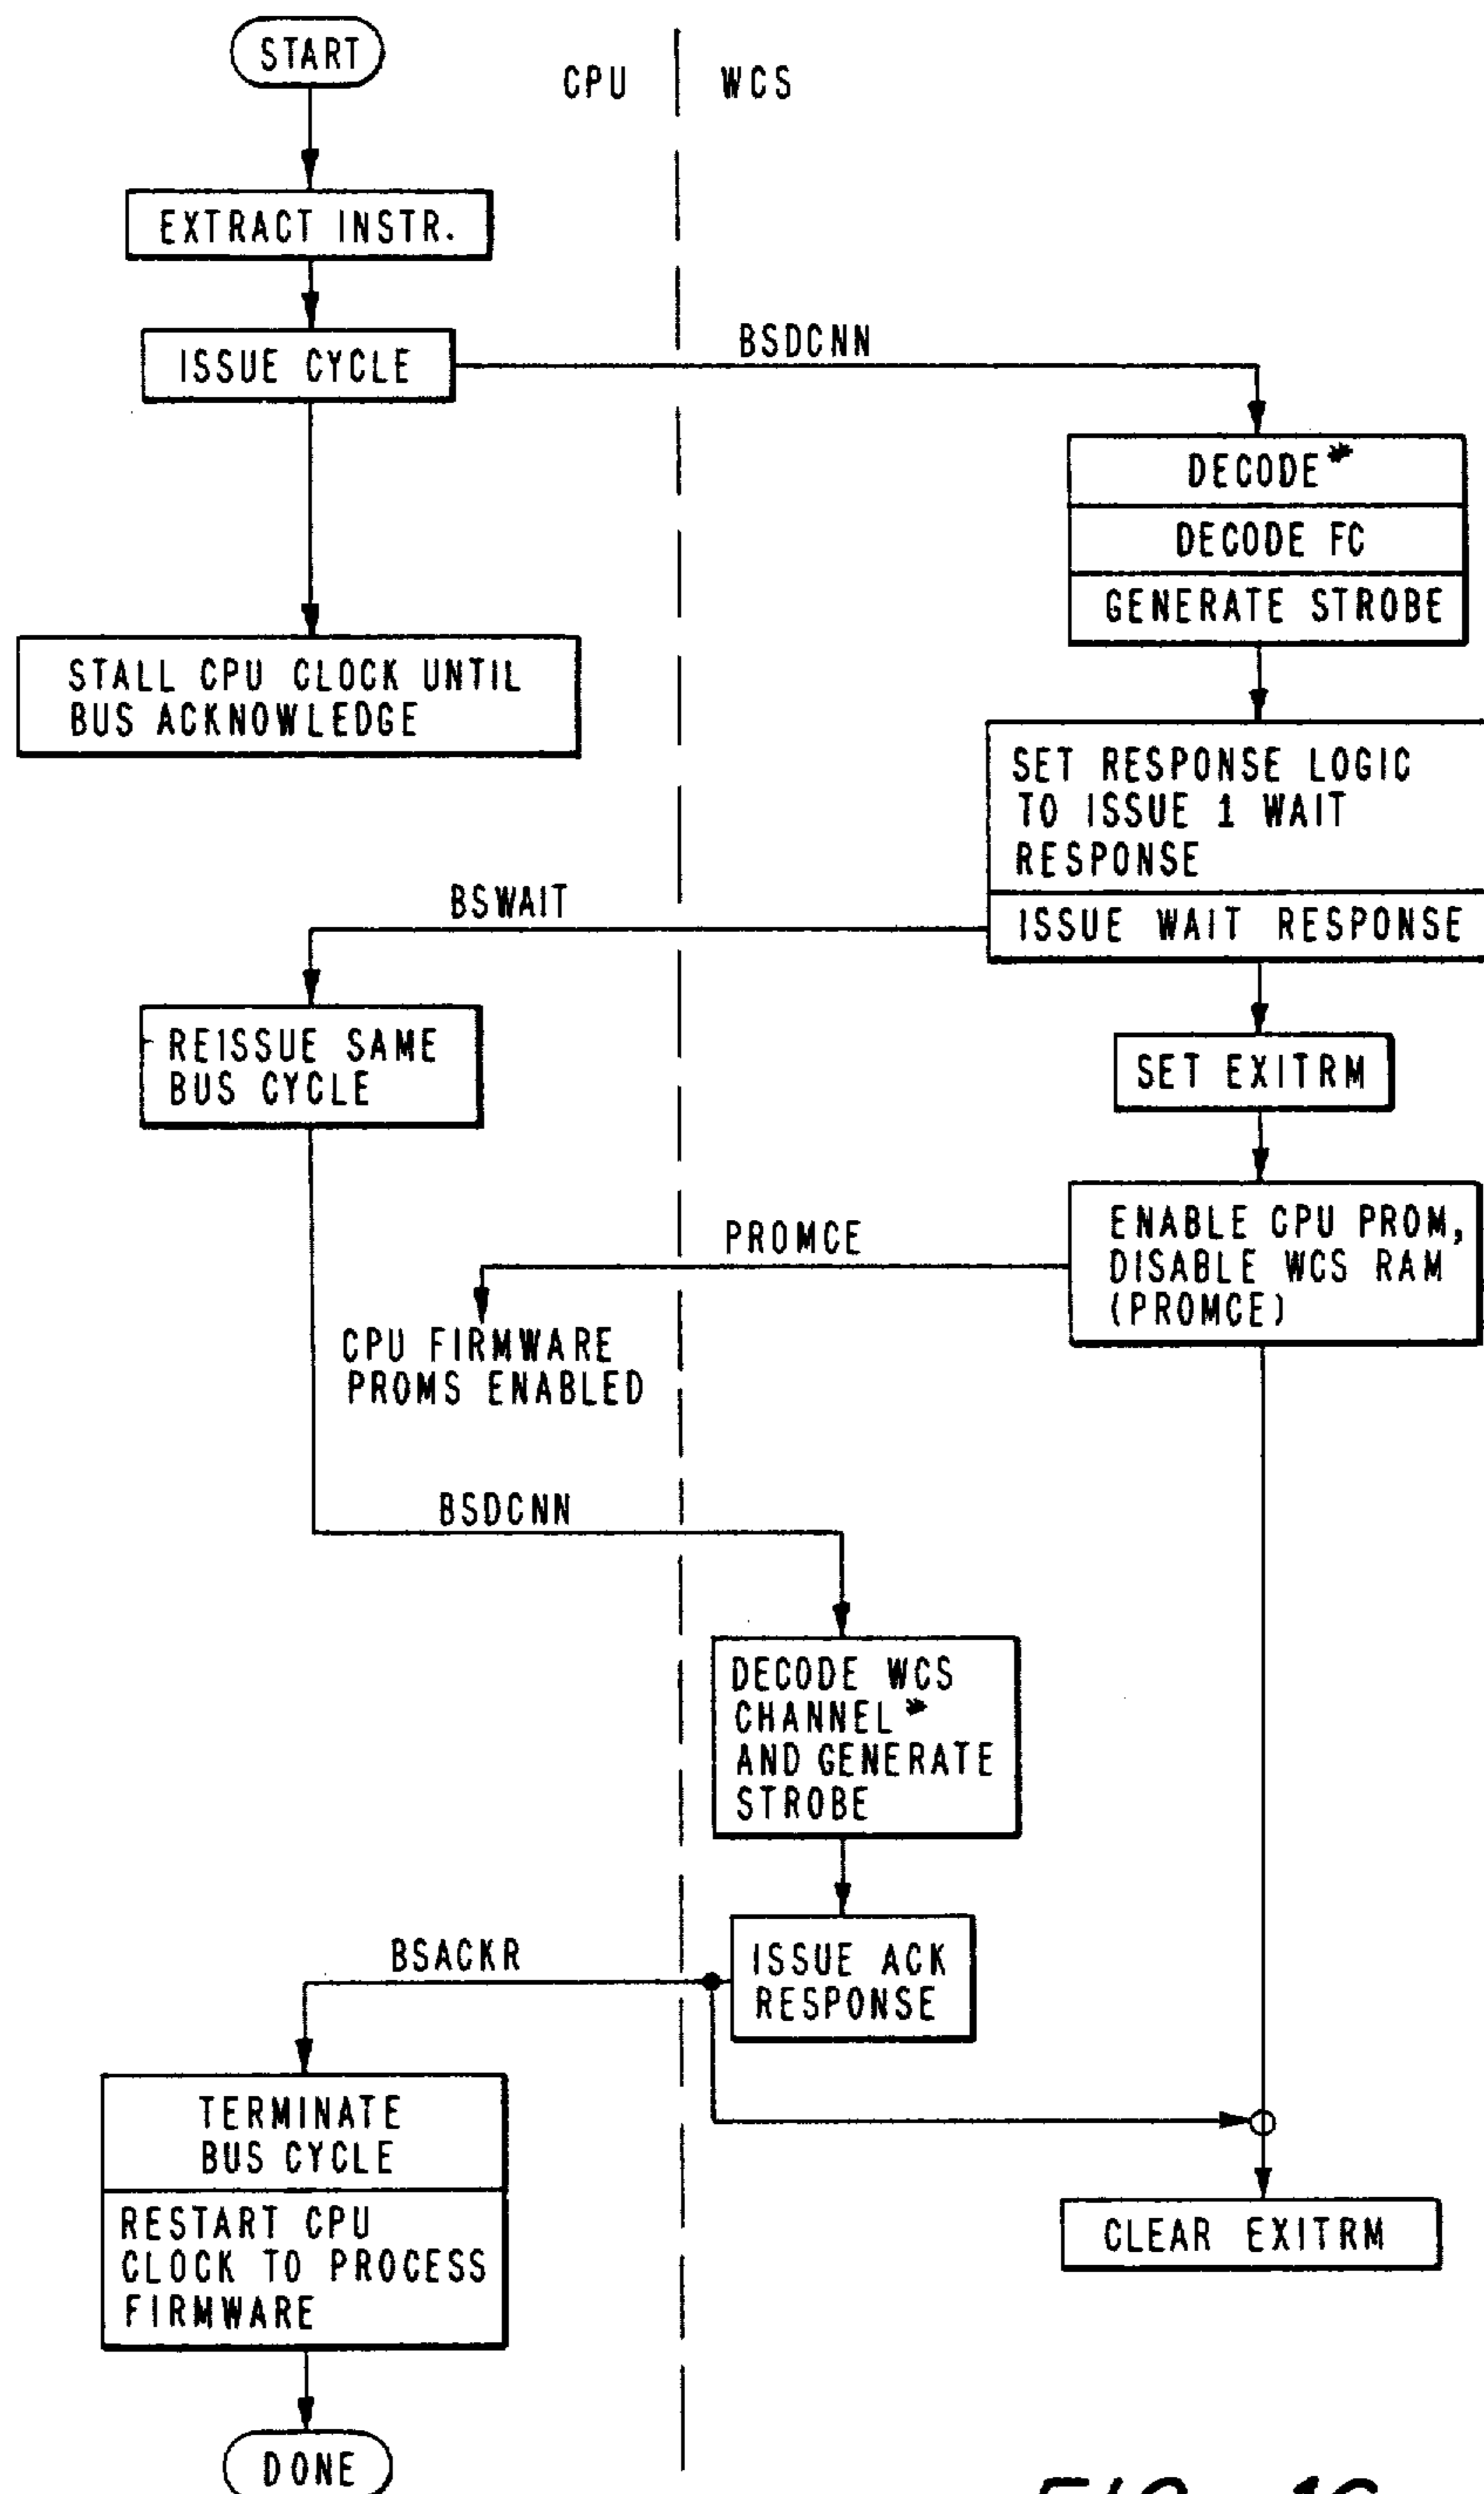 START
CPU
WCS
EXTRACT INSTR.
ISSUE CYCLE
BSDCNN
DECODE*
DECODE FC
GENERATE STROBE
STALL CPU CLOCK UNTIL
BUS ACKNOWLEDGE
SET RESPONSE LOGIC
TO ISSUE 1 WAIT
RESPONSE
ISSUE WAIT RESPONSE
BSWAIT
REISSUE SAME
BUS CYCLE
SET EXITRM
ENABLE CPU PROM,
DISABLE WCS RAM
(PROMCE)
PROMCE
CPU FIRMWARE
PROMS ENABLED
BSDCNN
DECODE WCS
CHANNEL*
AND GENERATE
STROBE
ISSUE ACK
RESPONSE
BSACKR
TERMINATE
BUS CYCLE
RESTART CPU
CLOCK TO PROCESS
FIRMWARE
CLEAR EXITRM
DONE